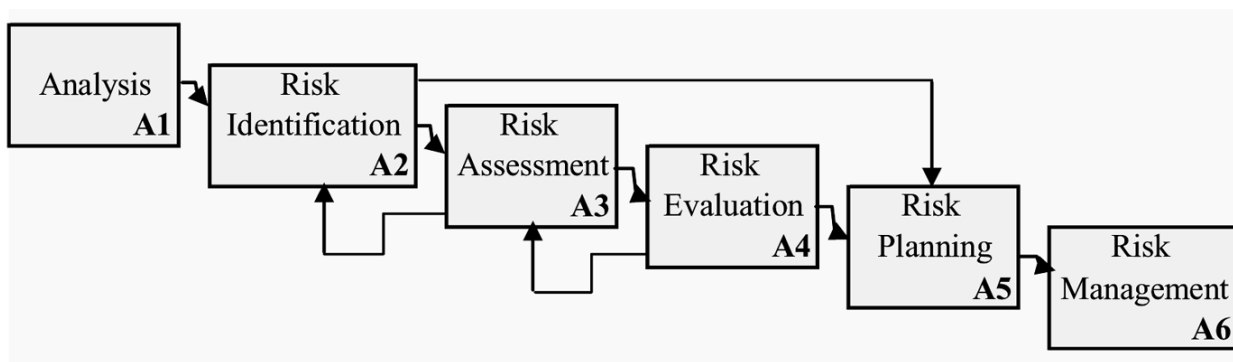 Analysis
A1
Risk
Identification
A2
Risk
Assessment
A3
Risk
Evaluation
A4
Risk
Planning
A5
Risk
Management
A6